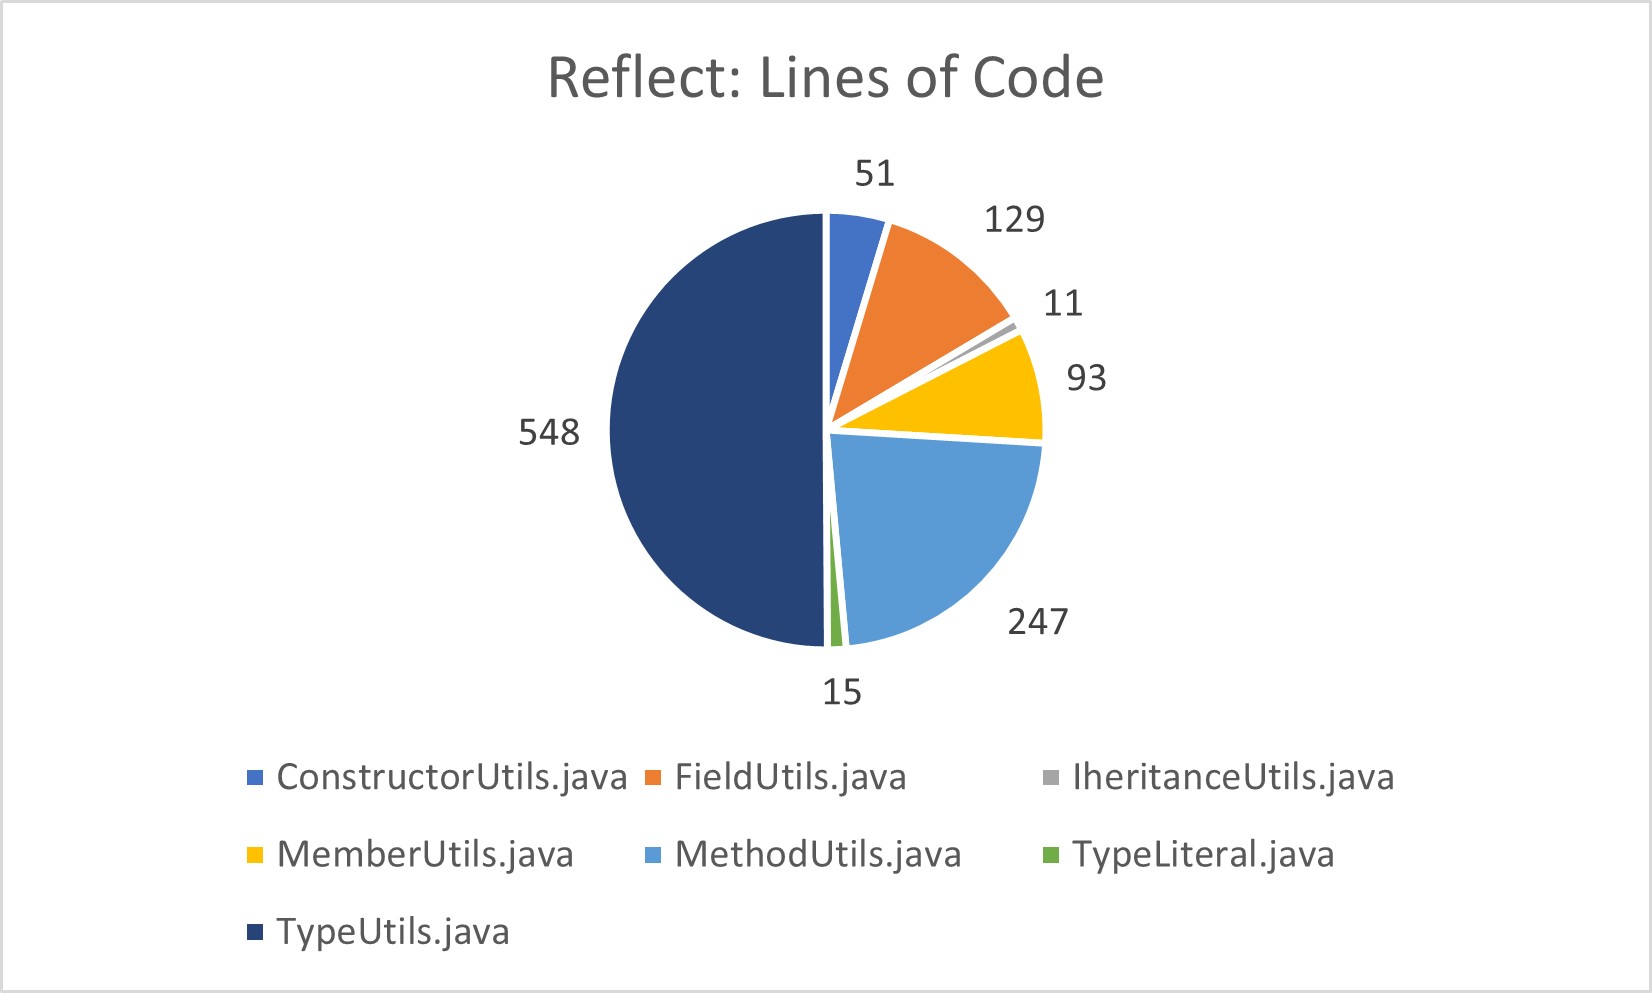 Reflect: Lines of Code
51
129
11
93
548
247
15
ConstructorUtils.java FieldUtils.java IheritanceUtils.java
MemberUtils.java MethodUtils.java TypeLiteral.java
TypeUtils.java